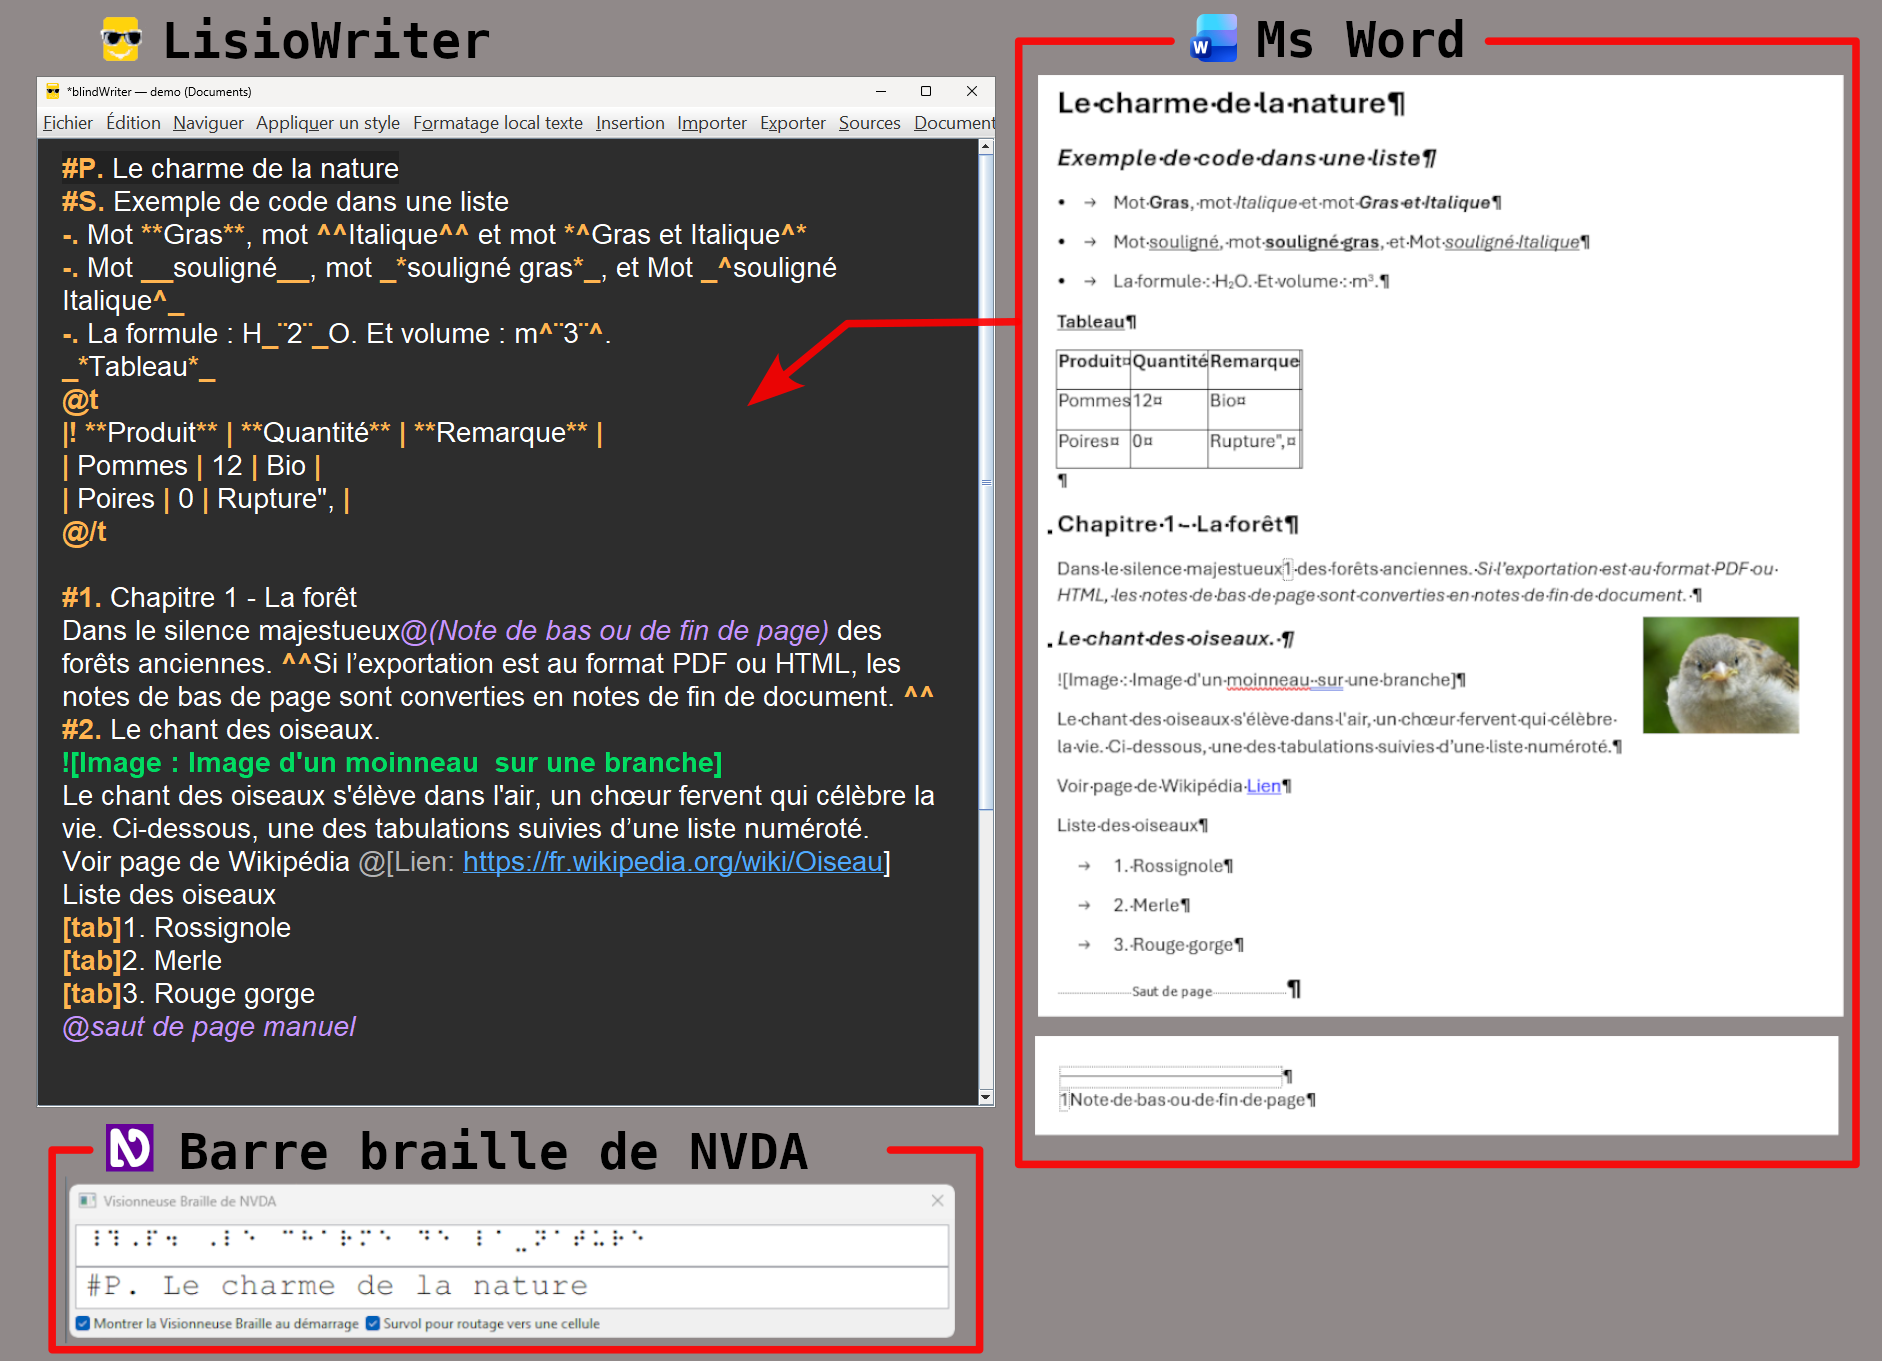 LisioWriter
*blindWriter — demo (Documents)
Fichier Édition Naviguer Appliquer un style Formatage local texte Insertion Importer Exporter Sources Document
#P. Le charme de la nature
#S. Exemple de code dans une liste
-. Mot **Gras**, mot ^^Italique^^ et mot *^Gras et Italique^*
-. Mot __souligné__, mot _*souligné gras*_, et Mot _^souligné
Italique^_
-. La formule : H_¨2¨_O. Et volume : m^¨3¨^.
_*Tableau*_
@t
|! **Produit** | **Quantité** | **Remarque** |
| Pommes | 12 | Bio |
| Poires | 0 | Rupture", |
@/t
#1. Chapitre 1 - La forêt
Dans le silence majestueux@(Note de bas ou de fin de page) des
forêts anciennes. ^^Si l’exportation est au format PDF ou HTML, les
notes de bas de page sont converties en notes de fin de document. ^^
#2. Le chant des oiseaux.
![Image : Image d'un moinneau  sur une branche]
Le chant des oiseaux s'élève dans l'air, un chœur fervent qui célèbre la
vie. Ci-dessous, une des tabulations suivies d’une liste numéroté.
Voir page de Wikipédia @[Lien: https://fr.wikipedia.org/wiki/Oiseau]
Liste des oiseaux
[tab]1. Rossignole
[tab]2. Merle
[tab]3. Rouge gorge
@saut de page manuel
Ms Word
Le·charme·de·la·nature¶
Exemple·de·code·dans·une·liste¶
• → Mot·Gras,·mot·Italique·et·mot·Gras·et·Italique¶
• → Mot·souligné,·mot·souligné·gras,·et·Mot·souligné·Italique¶
• → La·formule·:·H₂O.·Et·volume·:·m³.¶
Tableau¶
Produit¤ Quantité Remarque
Pommes 12¤ Bio¤
Poires¤ 0¤ Rupture",¤
¶
Chapitre·1·-·La·forêt¶
Dans·le·silence·majestueux1·des·forêts·anciennes.·Si·l’exportation·est·au·format·PDF·ou·
HTML,·les·notes·de·bas·de·page·sont·converties·en·notes·de·fin·de·document.·¶
Le·chant·des·oiseaux.·¶
![Image·:·Image·d'un·moinneau··sur·une·branche]¶
Le·chant·des·oiseaux·s'élève·dans·l'air,·un·chœur·fervent·qui·célèbre·
la·vie.·Ci-dessous,·une·des·tabulations·suivies·d’une·liste·numéroté.¶
Voir·page·de·Wikipédia·Lien¶
Liste·des·oiseaux¶
→ 1.·Rossignole¶
→ 2.·Merle¶
→ 3.·Rouge·gorge¶
Saut de page ¶
¶
1Note·de·bas·ou·de·fin·de·page¶
Barre braille de NVDA
Visionneuse Braille de NVDA
#P. Le charme de la nature
Montrer la Visionneuse Braille au démarrage Survol pour routage vers une cellule